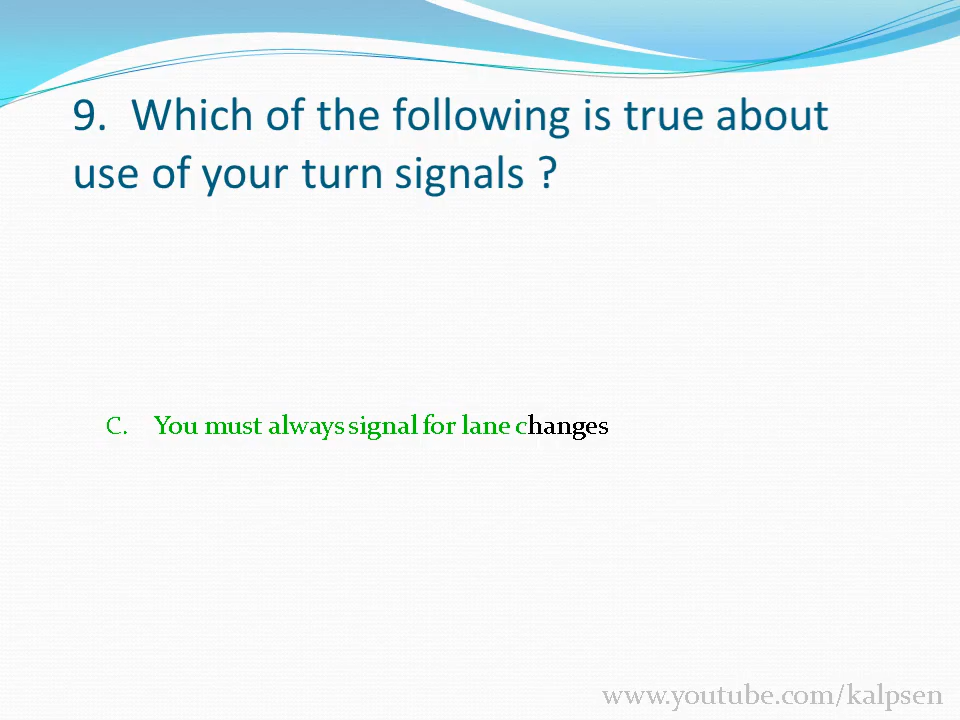 9. Which of the following is true about
use of your turn signals ?
C. You must always signal for lane changes
www.youtube.com/kalpsen